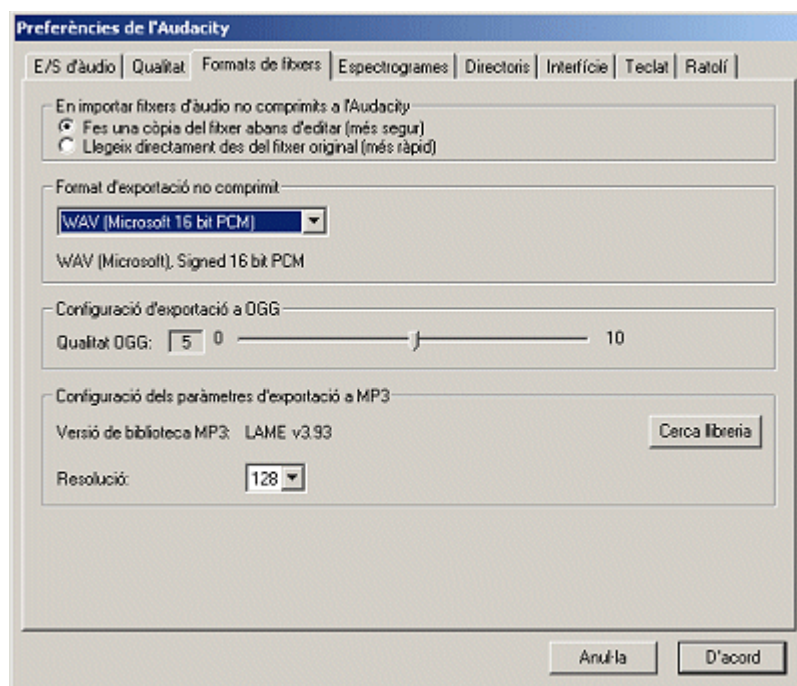 Preferències de l'Audacity
E/S d'àudio Qualitat Formats de fitxers Espectrogrames Directoris Interfície Teclat Ratolí
En importar fitxers d'àudio no comprimits a l'Audacity
Fes una còpia del fitxer abans d'editar (més segur)
Llegeix directament des del fitxer original (més ràpid)
Format d'exportació no comprimit
WAV (Microsoft 16 bit PCM)
WAV (Microsoft), Signed 16 bit PCM
Configuració d'exportació a OGG
Qualitat OGG: 5 0 10
Configuració dels paràmetres d'exportació a MP3
Versió de biblioteca MP3: LAME v3.93 Cerca llibreria
Resolució: 128
Anul·la D'acord